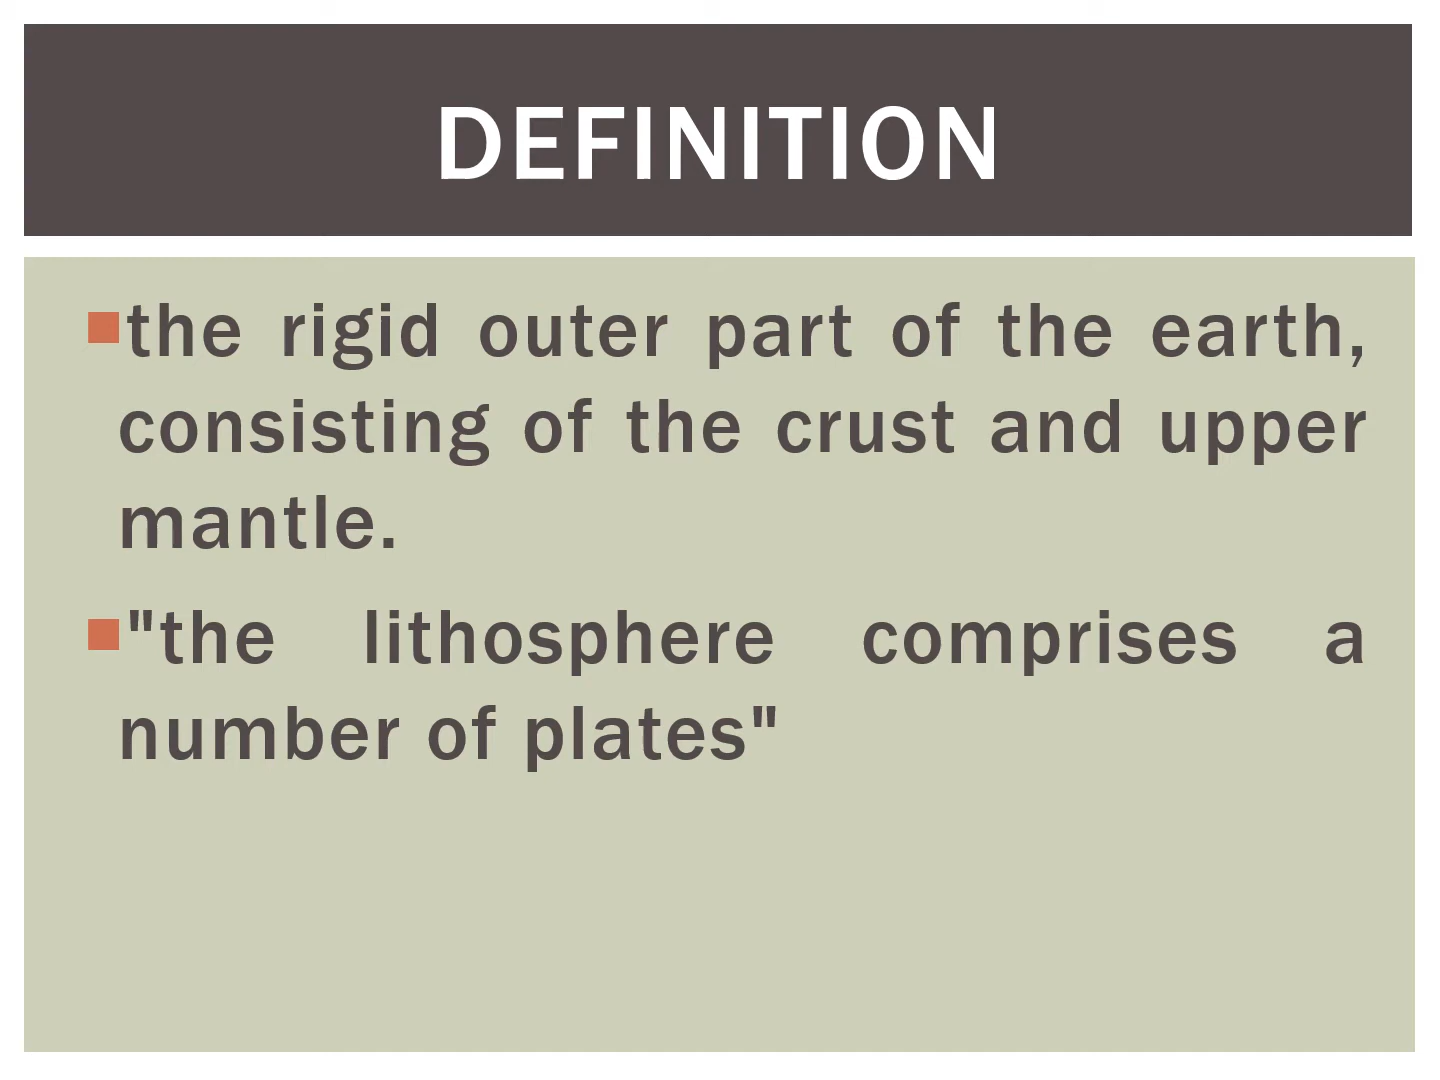 DEFINITION
the rigid outer part of the earth,
consisting of the crust and upper
mantle.
"the lithosphere comprises a
number of plates"